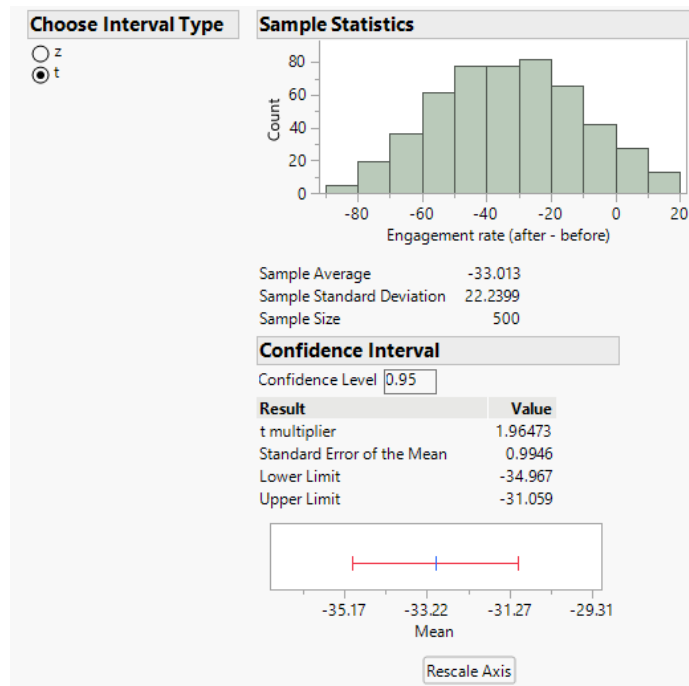 Choose Interval Type
z
t
Sample Statistics
80
60
40
20
0
Count
-80 -60 -40 -20 0 20
Engagement rate (after - before)
Sample Average -33.013
Sample Standard Deviation 22.2399
Sample Size 500
Confidence Interval
Confidence Level 0.95
Result Value
t multiplier 1.96473
Standard Error of the Mean 0.9946
Lower Limit -34.967
Upper Limit -31.059
-35.17 -33.22 -31.27 -29.31
Mean
Rescale Axis